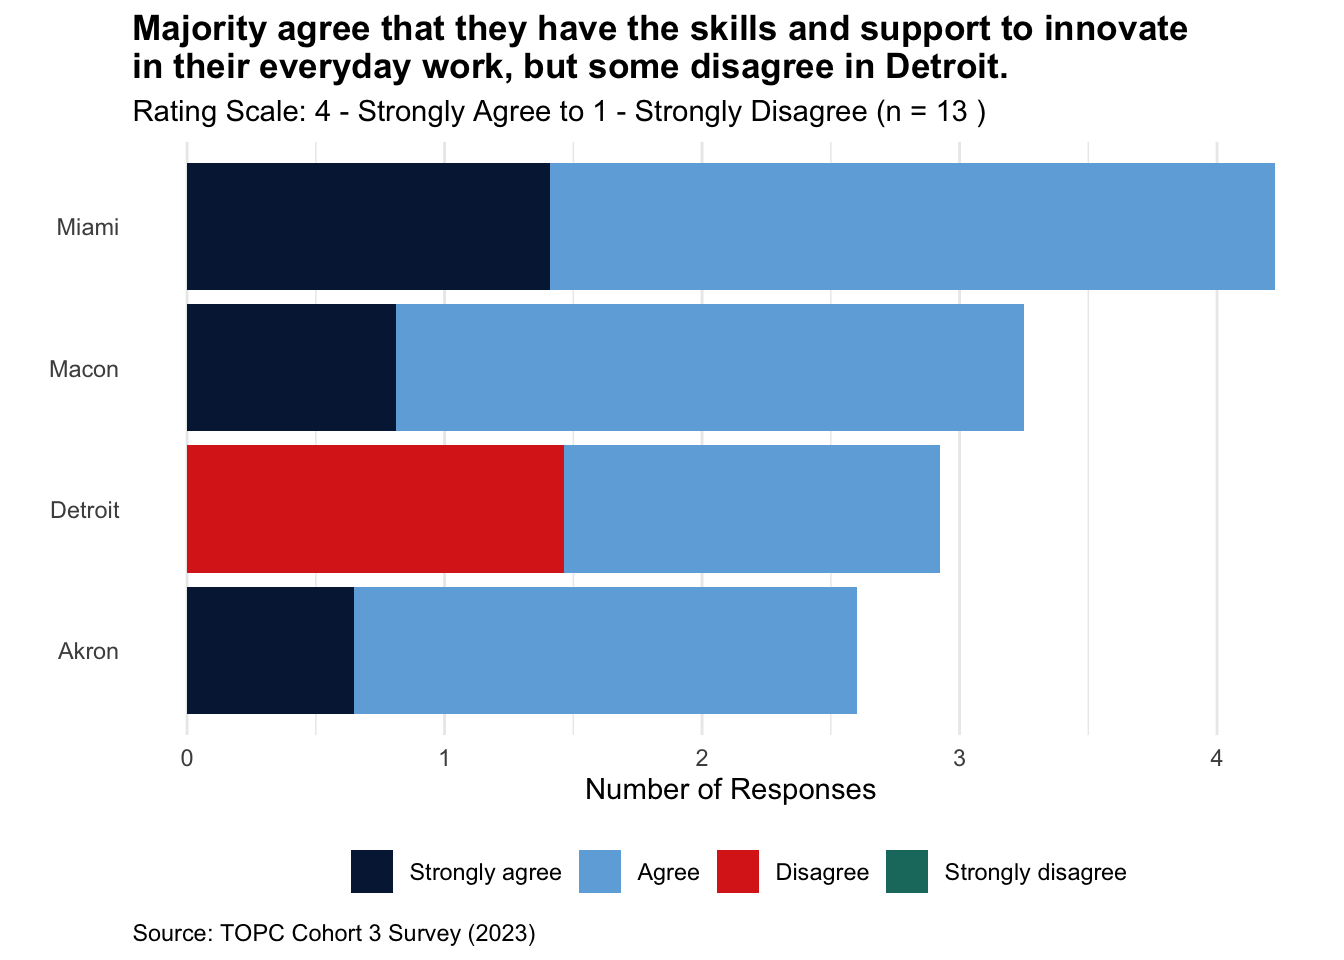 Majority agree that they have the skills and support to innovate
in their everyday work, but some disagree in Detroit.
Rating Scale: 4 - Strongly Agree to 1 - Strongly Disagree (n = 13 )
Miami
Macon
Detroit
Akron
0 1 2 3 4
Number of Responses
Strongly agree Agree Disagree Strongly disagree
Source: TOPC Cohort 3 Survey (2023)